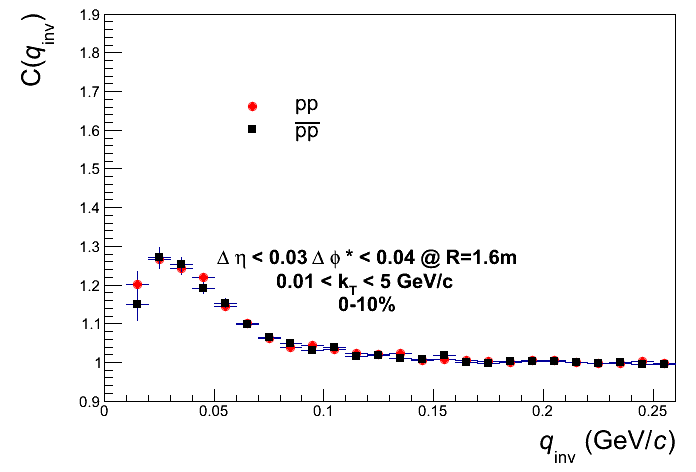 C(q_inv)
1.9
1.8
1.7
1.6
1.5
1.4
1.3
1.2
1.1
1
0.9
pp
p̅p̅
Δ η < 0.03 Δ ϕ * < 0.04 @ R=1.6m
0.01 < k_T < 5 GeV/c
0-10%
0 0.05 0.1 0.15 0.2 0.25
q_inv (GeV/c)